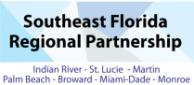 Southeast Florida
Regional Partnership
Indian River - St. Lucie - Martin
Palm Beach - Broward - Miami-Dade - Monroe